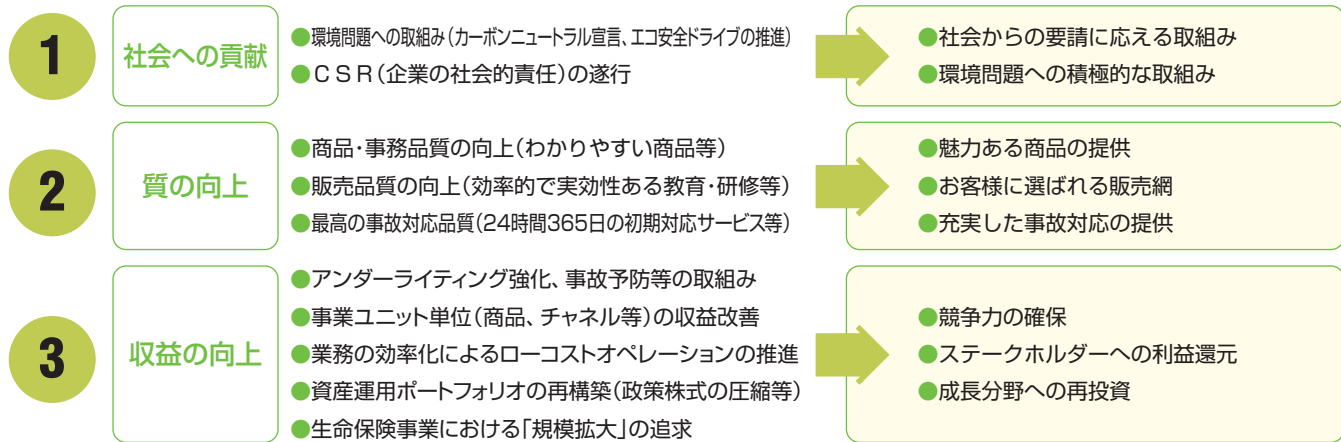 1
社会への貢献
●環境問題への取組み(カーボンニュートラル宣言、エコ安全ドライブの推進)
●CSR(企業の社会的責任)の遂行
●社会からの要請に応える取組み
●環境問題への積極的な取組み
2
質の向上
●商品・事務品質の向上(わかりやすい商品等)
●販売品質の向上(効率的で実効性ある教育・研修等)
●最高の事故対応品質(24時間365日の初期対応サービス等)
●魅力ある商品の提供
●お客様に選ばれる販売網
●充実した事故対応の提供
3
収益の向上
●アンダーライティング強化、事故予防等の取組み
●事業ユニット単位(商品、チャネル等)の収益改善
●業務の効率化によるローコストオペレーションの推進
●資産運用ポートフォリオの再構築(政策株式の圧縮等)
●生命保険事業における「規模拡大」の追求
●競争力の確保
●ステークホルダーへの利益還元
●成長分野への再投資